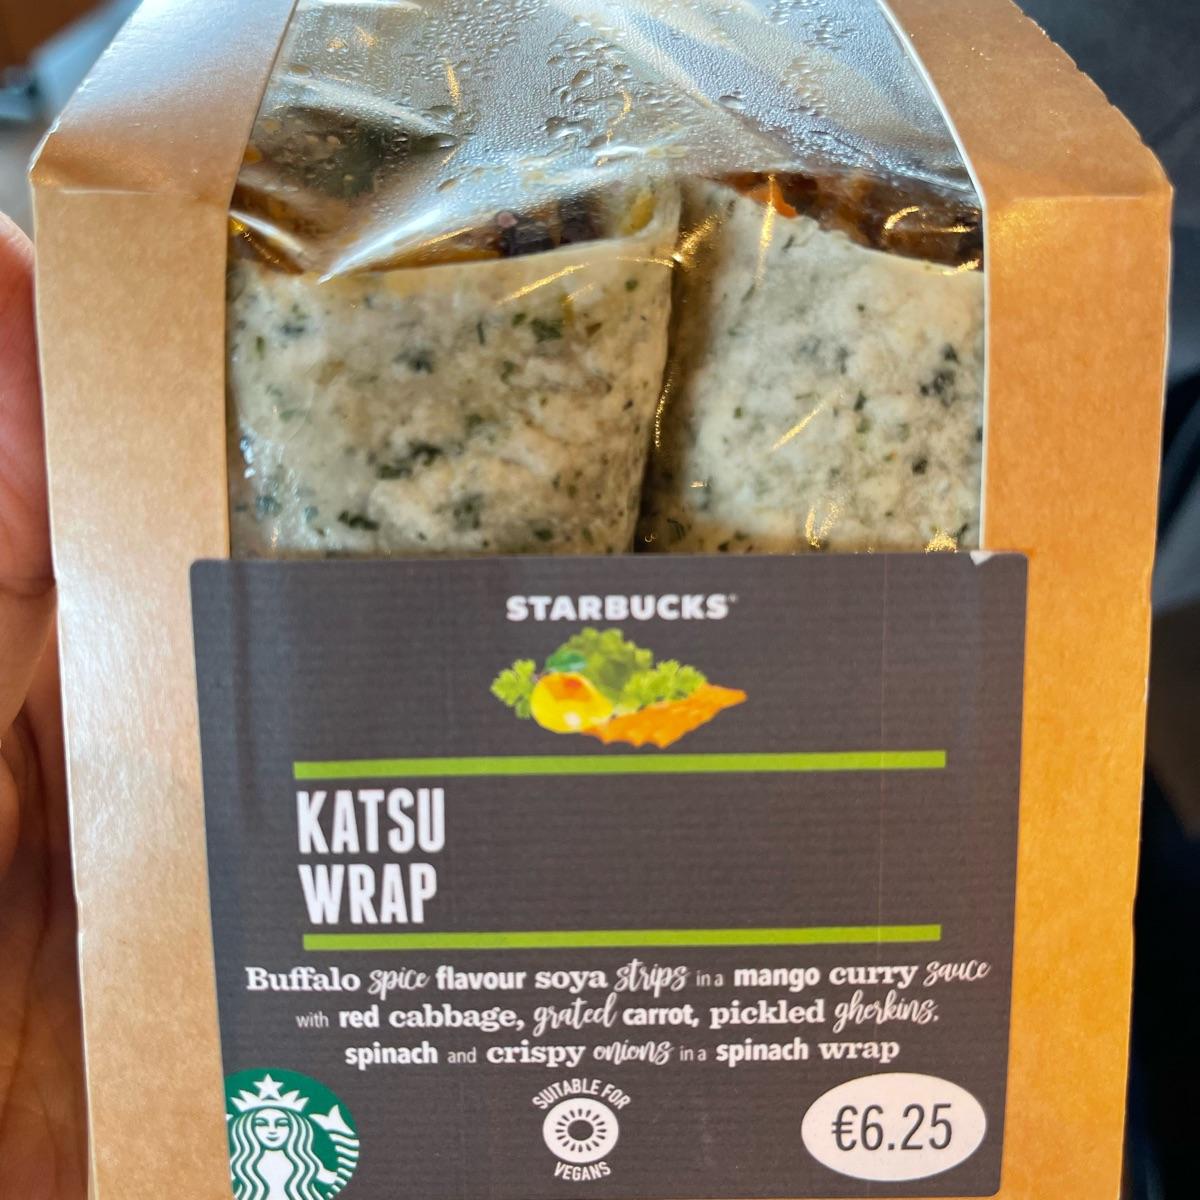 STARBUCKS®
KATSU
WRAP
Buffalo spice flavour soya strips in a mango curry sauce
with red cabbage, grated carrot, pickled gherkins,
spinach and crispy onions in a spinach wrap
SUITABLE FOR
VEGANS
€6.25